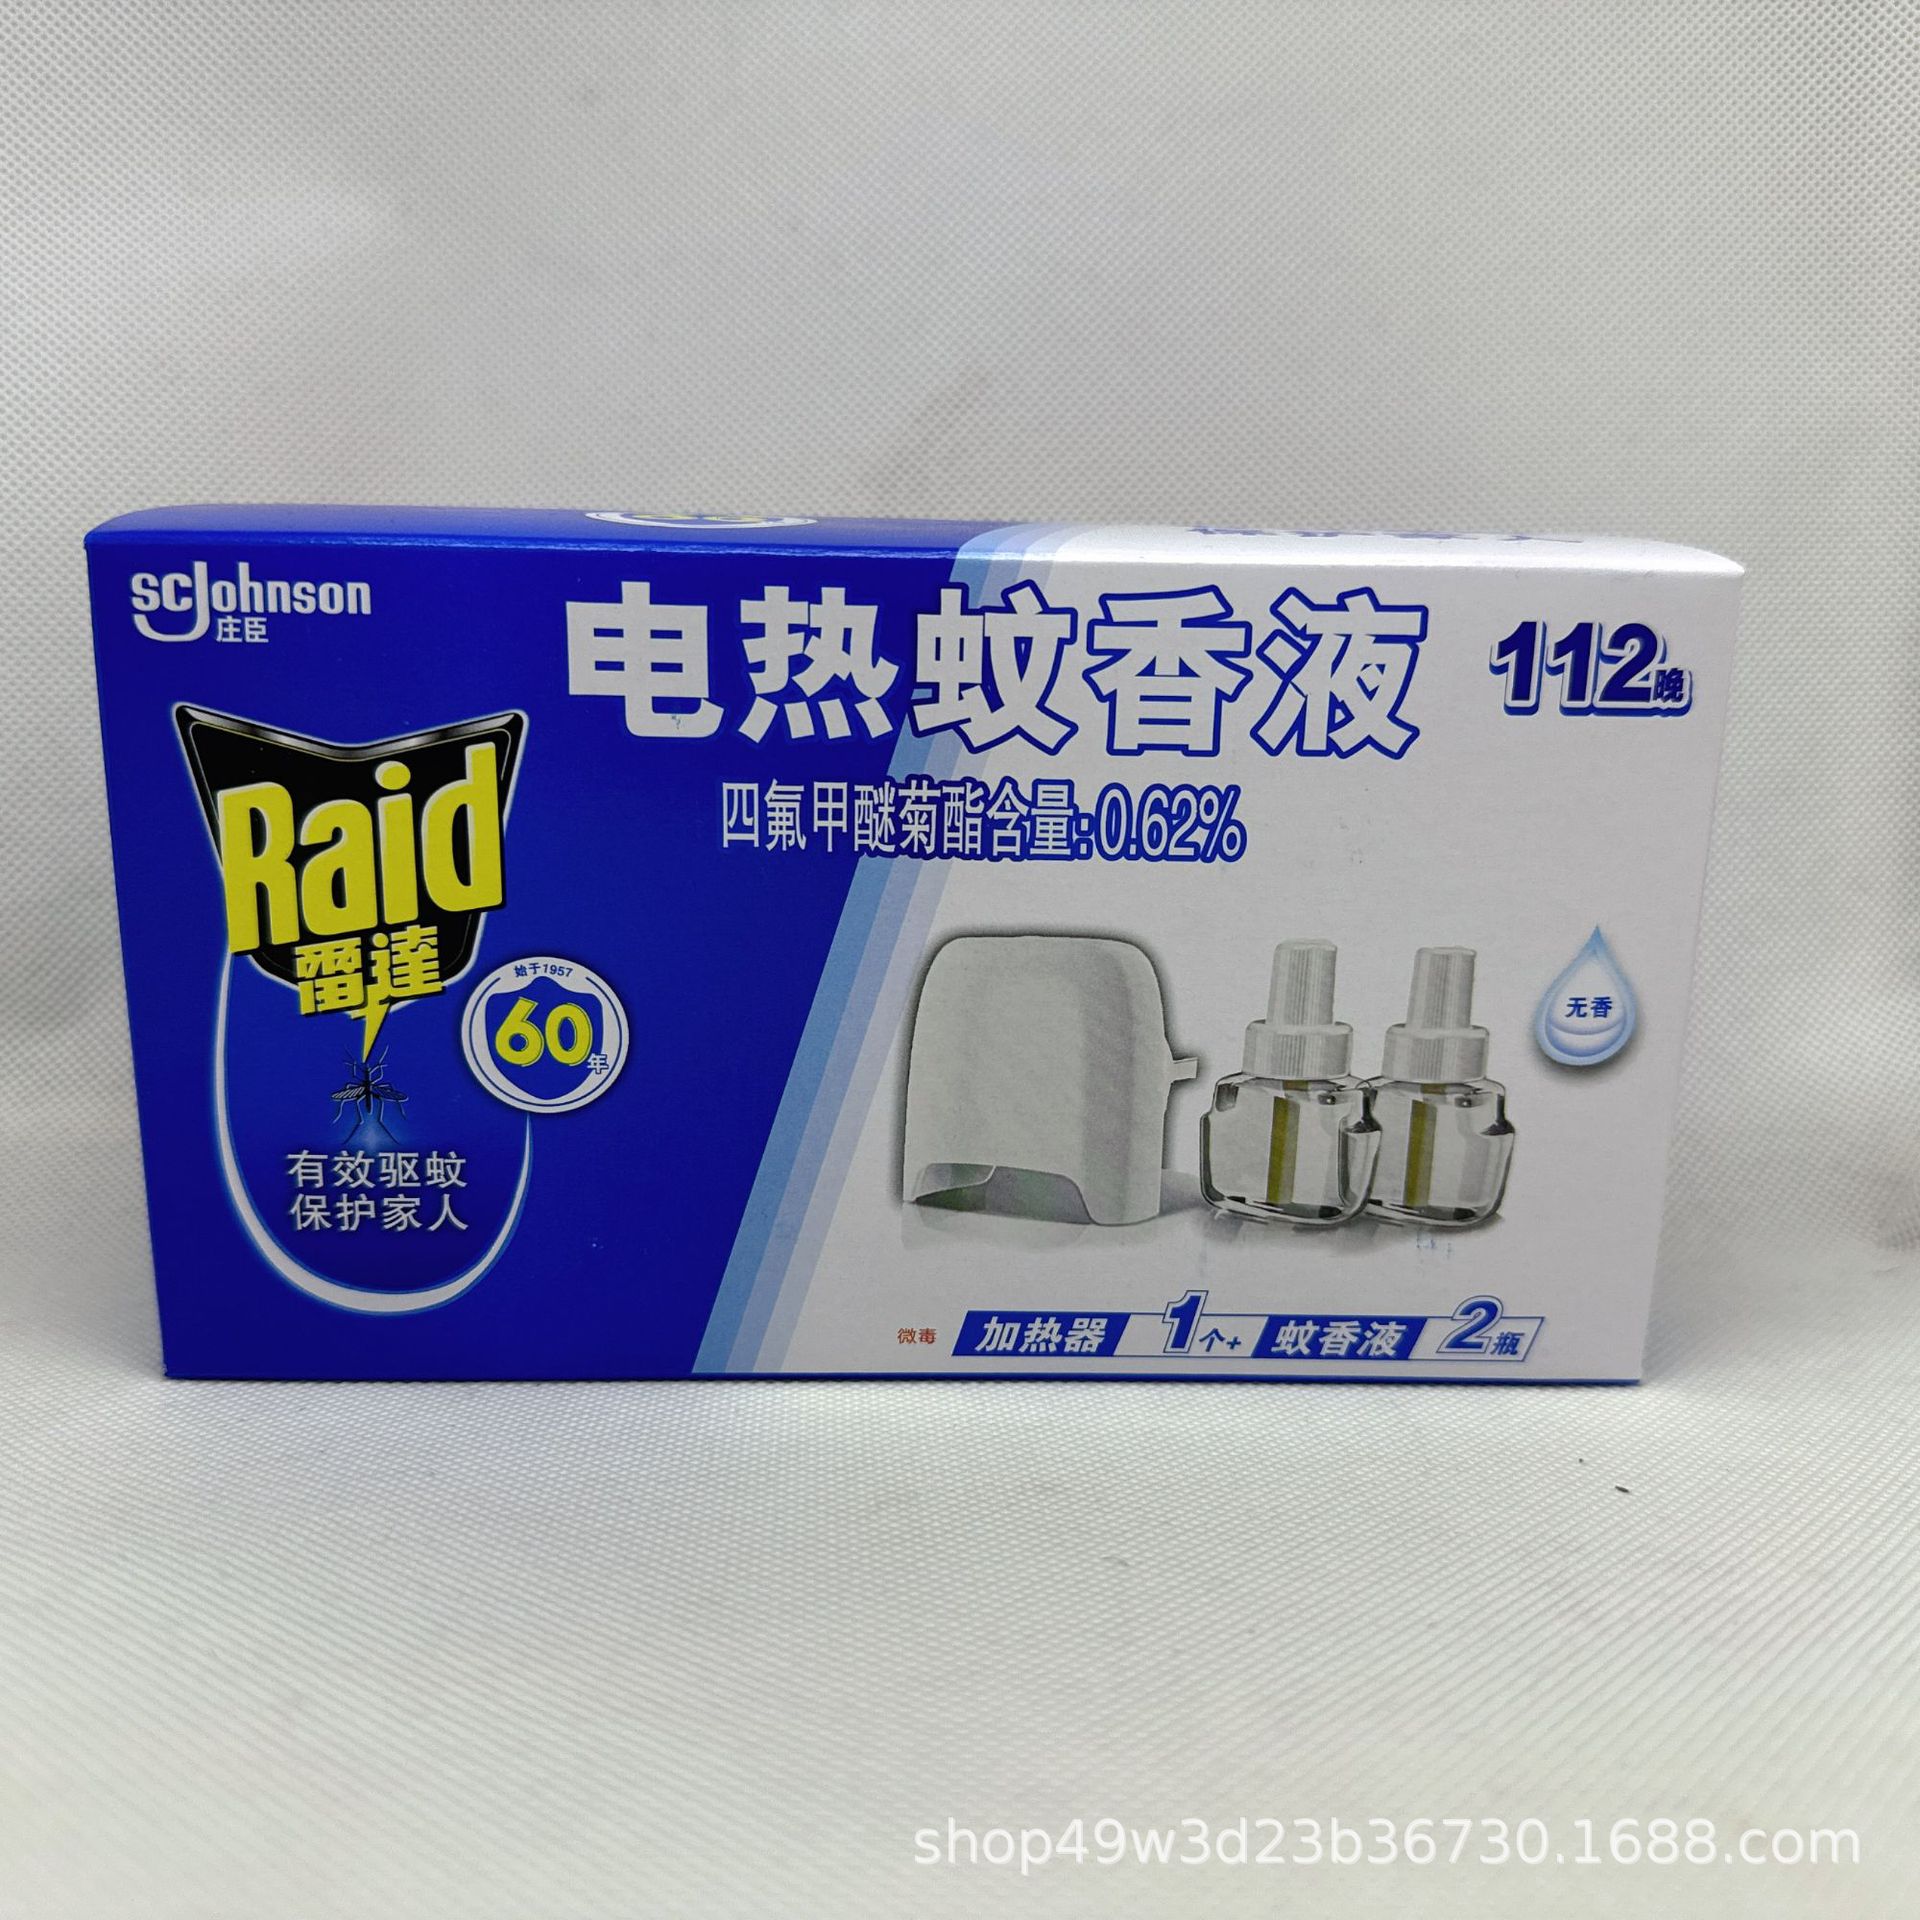 SCJohnson
庄臣
电热蚊香液
112晚
四氟甲醚菊酯含量:0.62%
Raid
雷達
始于1957
60年
有效驱蚊
保护家人
无香
微毒 加热器 1个+ 蚊香液 2瓶
shop49w3d23b36730.1688.com